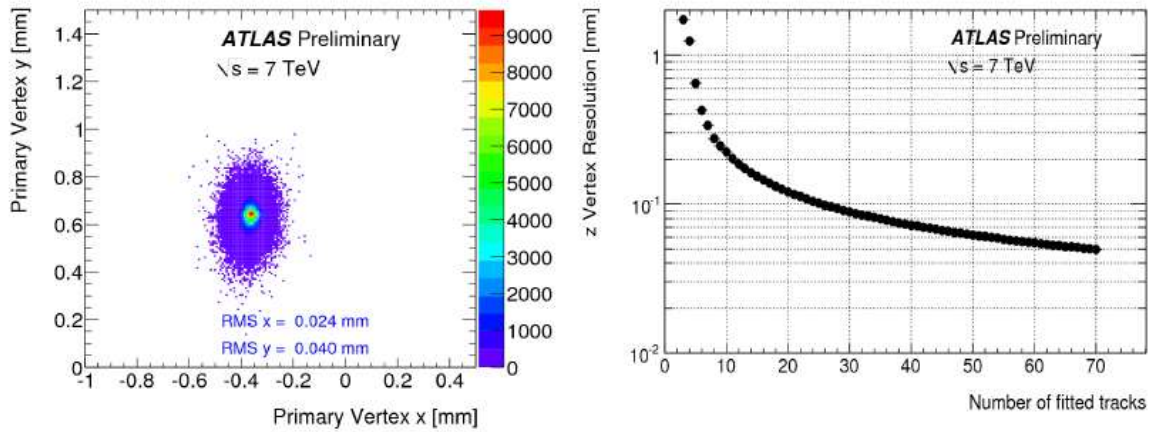 Primary Vertex y [mm]
1.4
1.2
1
0.8
0.6
0.4
0.2
0
-1 -0.8 -0.6 -0.4 -0.2 0 0.2 0.4
Primary Vertex x [mm]
ATLAS Preliminary
\s = 7 TeV
RMS x = 0.024 mm
RMS y = 0.040 mm
9000
8000
7000
6000
5000
4000
3000
2000
1000
0
z Vertex Resolution [mm]
1
10-1
10-2
0 10 20 30 40 50 60 70
Number of fitted tracks
ATLAS Preliminary
\s = 7 TeV